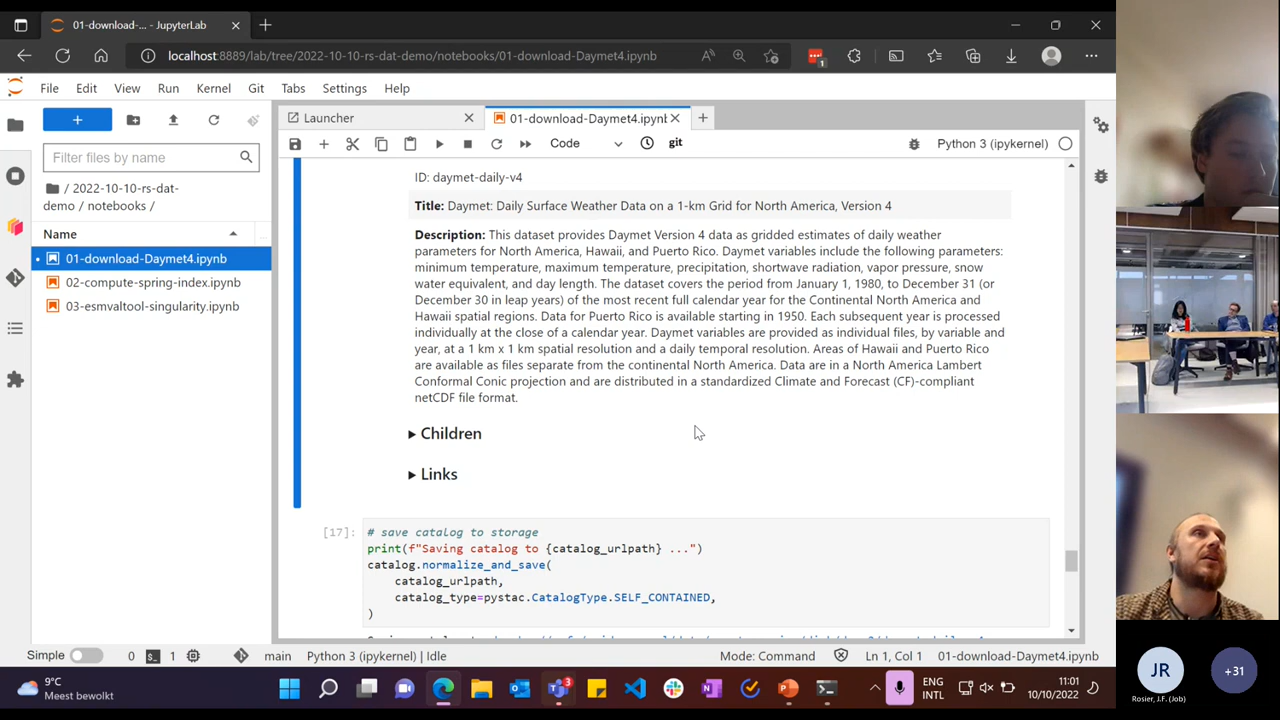 01-download-... - JupyterLab
localhost:8889/lab/tree/2022-10-10-rs-dat-demo/notebooks/01-download-Daymet4.ipynb
1
File Edit View Run Kernel Git Tabs Settings Help
Launcher
01-download-Daymet4.ipynb
Filter files by name
Code
git
Python 3 (ipykernel)
/ 2022-10-10-rs-dat-
demo / notebooks /
Name
01-download-Daymet4.ipynb
02-compute-spring-index.ipynb
03-esmvaltool-singularity.ipynb
ID: daymet-daily-v4
Title: Daymet: Daily Surface Weather Data on a 1-km Grid for North America, Version 4
Description: This dataset provides Daymet Version 4 data as gridded estimates of daily weather
parameters for North America, Hawaii, and Puerto Rico. Daymet variables include the following parameters:
minimum temperature, maximum temperature, precipitation, shortwave radiation, vapor pressure, snow
water equivalent, and day length. The dataset covers the period from January 1, 1980, to December 31 (or
December 30 in leap years) of the most recent full calendar year for the Continental North America and
Hawaii spatial regions. Data for Puerto Rico is available starting in 1950. Each subsequent year is processed
individually at the close of a calendar year. Daymet variables are provided as individual files, by variable and
year, at a 1 km x 1 km spatial resolution and a daily temporal resolution. Areas of Hawaii and Puerto Rico
are available as files separate from the continental North America. Data are in a North America Lambert
Conformal Conic projection and are distributed in a standardized Climate and Forecast (CF)-compliant
netCDF file format.
Children
Links
[17]:
# save catalog to storage
print(f"Saving catalog to {catalog_urlpath} ...")
catalog.normalize_and_save(
catalog_urlpath,
catalog_type=pystac.CatalogType.SELF_CONTAINED,
)
Simple
0
1
main
Python 3 (ipykernel) | Idle
Mode: Command
Ln 1, Col 1
01-download-Daymet4.ipynb
9°C
Meest bewolkt
3
ENG
INTL
11:01
10/10/2022
JR
+31
Rosier, J.F. (Job)